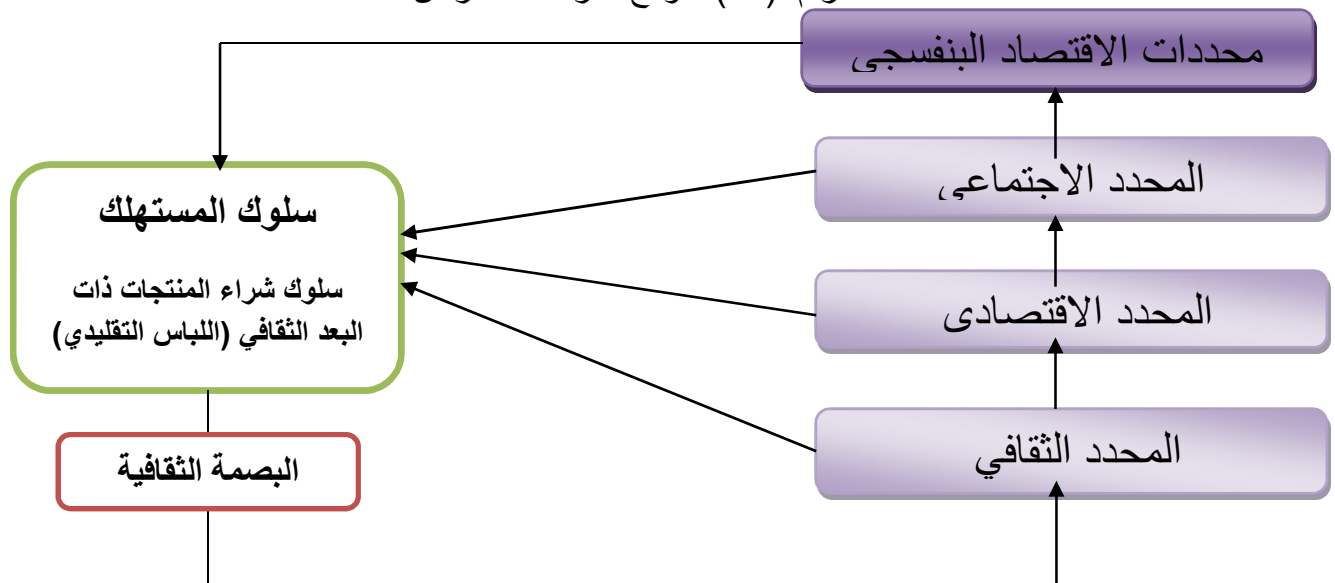 محددات الاقتصاد البنفسجي
المحدد الاجتماعي
سلوك المستهلك
سلوك شراء المنتجات ذات
البعد الثقافي (اللباس التقليدي)
المحدد الاقتصادي
المحدد الثقافي
البصمة الثقافية